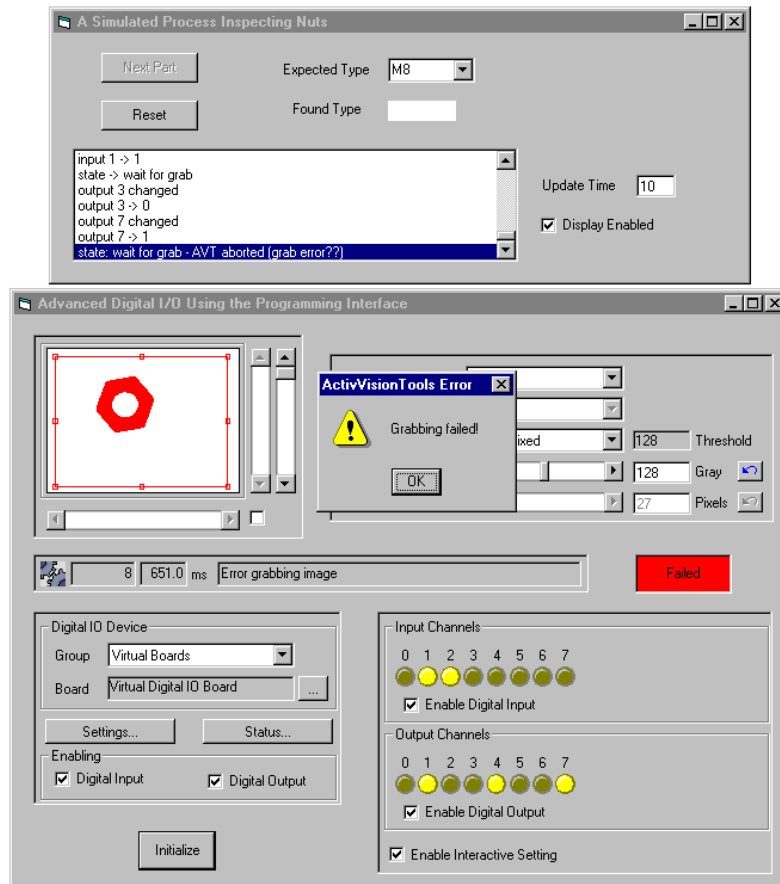 A Simulated Process Inspecting Nuts
Next Part
Expected Type M8
Reset
Found Type
input 1 -> 1
state -> wait for grab
output 3 changed
output 3 -> 0
output 7 changed
output 7 -> 1
state: wait for grab - AVT aborted (grab error??)
Update Time 10
Display Enabled
Advanced Digital I/O Using the Programming Interface
ActivVisionTools Error
Grabbing failed!
OK
128 Threshold
128 Gray
27 Pixels
8 651.0 ms Error grabbing image
Failed
Digital IO Device
Group Virtual Boards
Board Virtual Digital IO Board ...
Settings... Status...
Enabling
Digital Input Digital Output
Initialize
Input Channels
0 1 2 3 4 5 6 7
Enable Digital Input
Output Channels
0 1 2 3 4 5 6 7
Enable Digital Output
Enable Interactive Setting